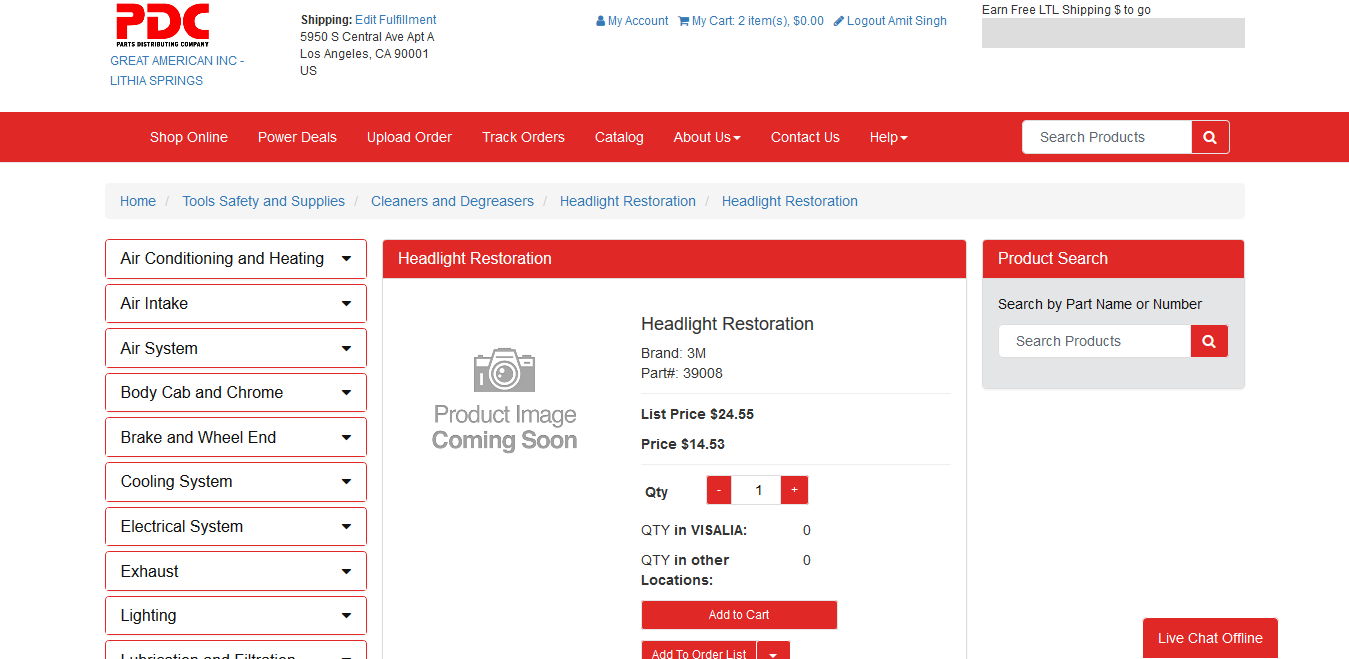 PDC
PARTS DISTRIBUTING COMPANY
GREAT AMERICAN INC -
LITHIA SPRINGS
Shipping: Edit Fulfillment
5950 S Central Ave Apt A
Los Angeles, CA 90001
US
My Account My Cart: 2 item(s), $0.00 Logout Amit Singh
Earn Free LTL Shipping $ to go
Shop Online Power Deals Upload Order Track Orders Catalog About Us Contact Us Help Search Products
Home / Tools Safety and Supplies / Cleaners and Degreasers / Headlight Restoration / Headlight Restoration
Air Conditioning and Heating
Air Intake
Air System
Body Cab and Chrome
Brake and Wheel End
Cooling System
Electrical System
Exhaust
Lighting
Lubrication and Filtration
Headlight Restoration
Product Image
Coming Soon
Headlight Restoration
Brand: 3M
Part#: 39008
List Price $24.55
Price $14.53
Qty - 1 +
QTY in VISALIA: 0
QTY in other 0
Locations:
Add to Cart
Add To Order List
Product Search
Search by Part Name or Number
Search Products
Live Chat Offline